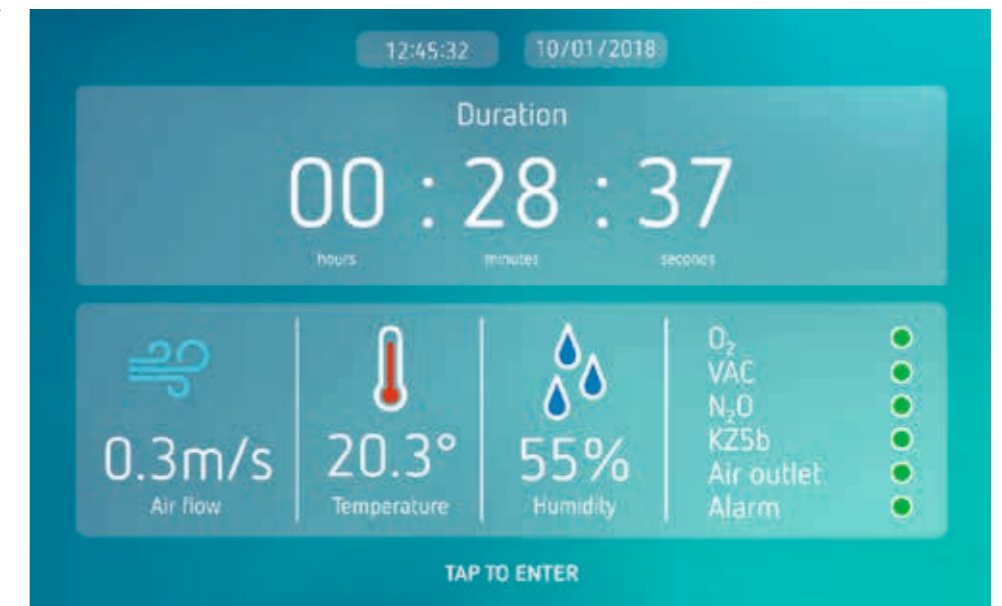 12:45:32 10/01/2018
Duration
00 : 28 : 37
hours minutes seconds
0.3m/s
Air flow
20.3°
Temperature
55%
Humidity
O₂
VAC
N₂O
KZ5b
Air outlet
Alarm
TAP TO ENTER